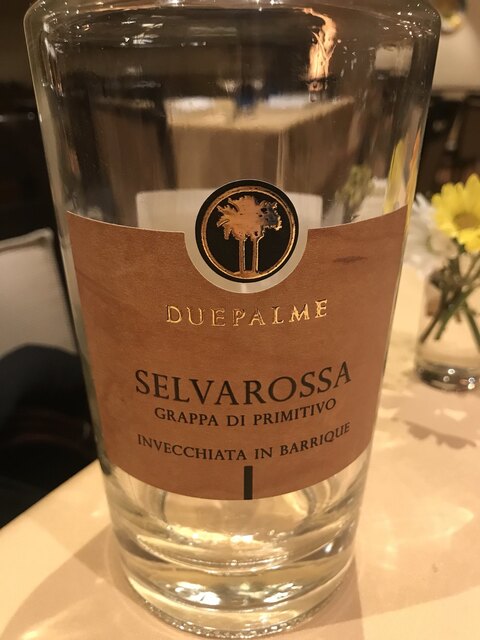 DUEPALME
SELVAROSSA
GRAPPA DI PRIMITIVO
INVECCHIATA IN BARRIQUE